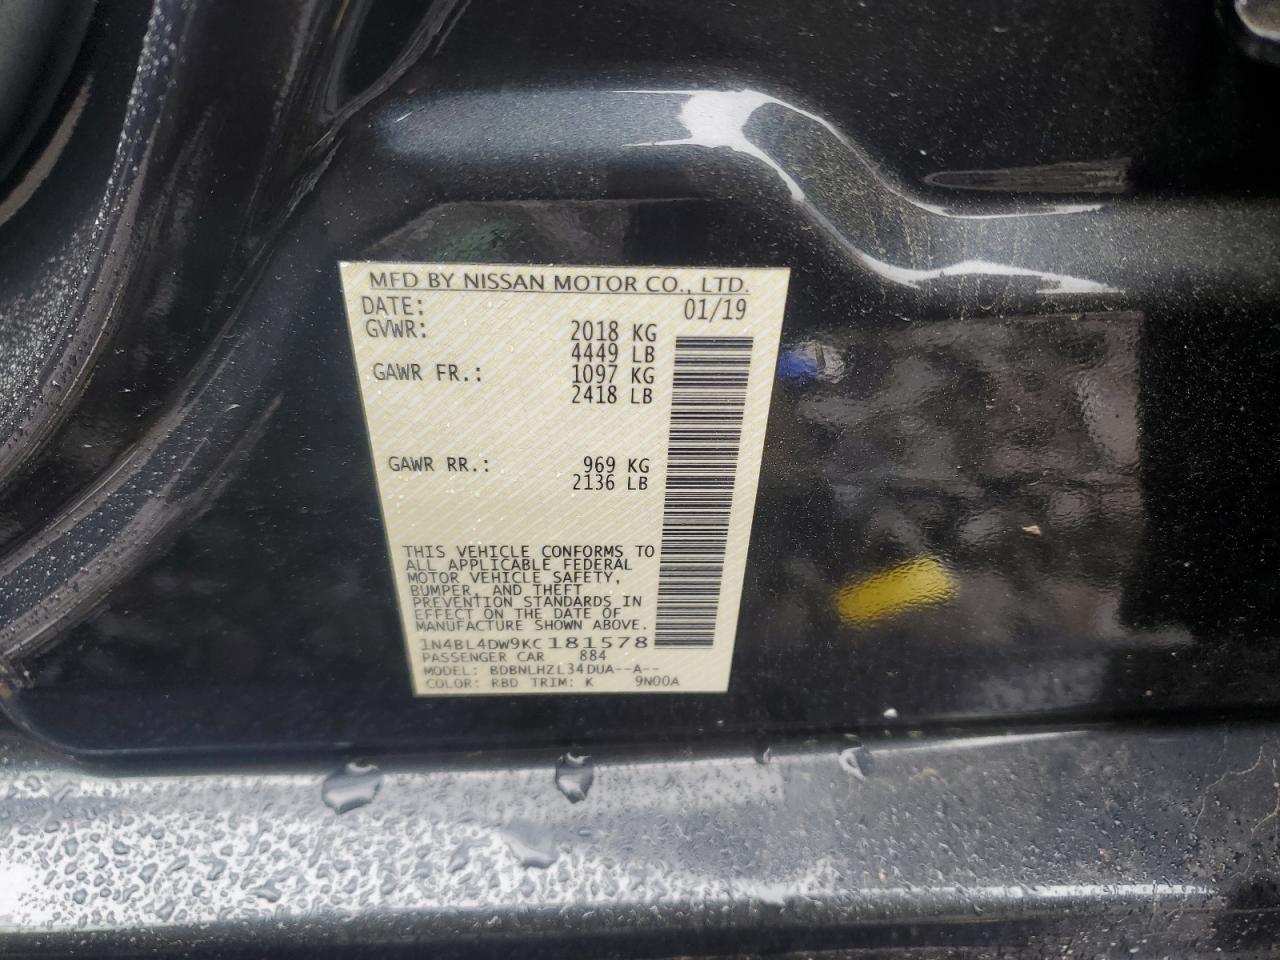 MFD BY NISSAN MOTOR CO., LTD.
DATE: 01/19
GVWR: 2018 KG
4449 LB
GAWR FR.: 1097 KG
2418 LB
GAWR RR.: 969 KG
2136 LB
THIS VEHICLE CONFORMS TO
ALL APPLICABLE FEDERAL
MOTOR VEHICLE SAFETY,
BUMPER, AND THEFT
PREVENTION STANDARDS IN
EFFECT ON THE DATE OF
MANUFACTURE SHOWN ABOVE.
1N4BL4DW9KC181578
PASSENGER CAR 884
MODEL: BDBNLHZL34DUA--A--
COLOR: RBD TRIM: K 9N00A